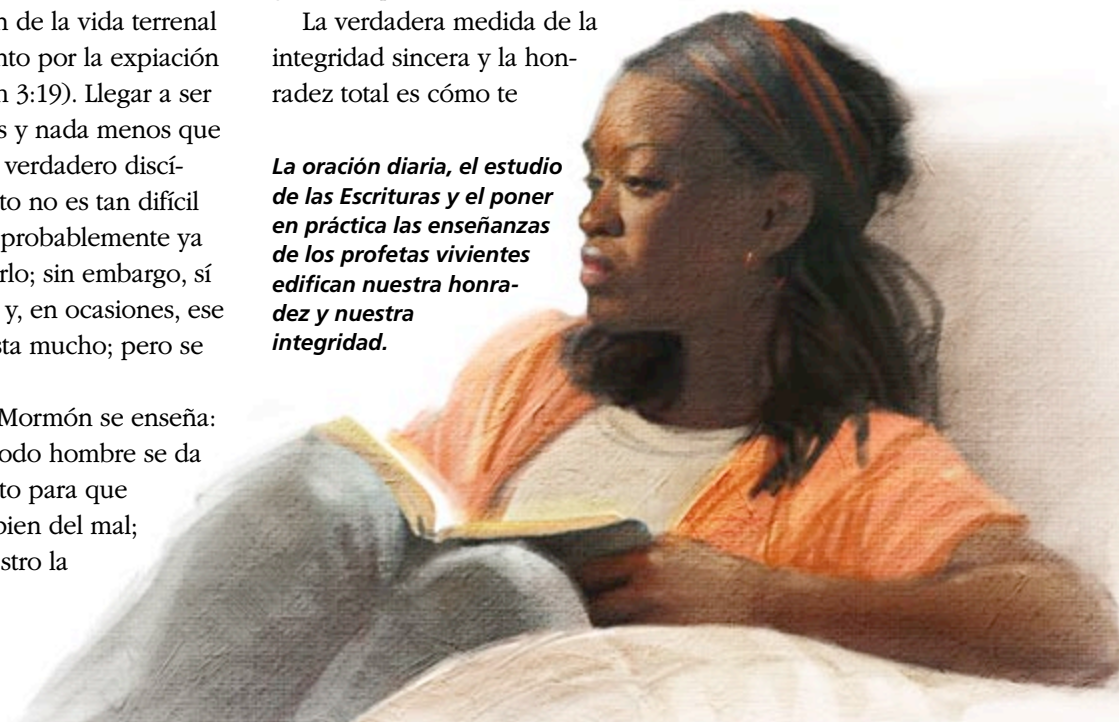 n de la vida terrenal
nto por la expiación
n 3:19). Llegar a ser
s y nada menos que
verdadero discí-
to no es tan difícil
probablemente ya
rlo; sin embargo, sí
y, en ocasiones, ese
sta mucho; pero se
Mormón se enseña:
odo hombre se da
to para que
bien del mal;
stro la
La verdadera medida de la
integridad sincera y la hon-
radez total es cómo te
La oración diaria, el estudio
de las Escrituras y el poner
en práctica las enseñanzas
de los profetas vivientes
edifican nuestra honra-
dez y nuestra
integridad.